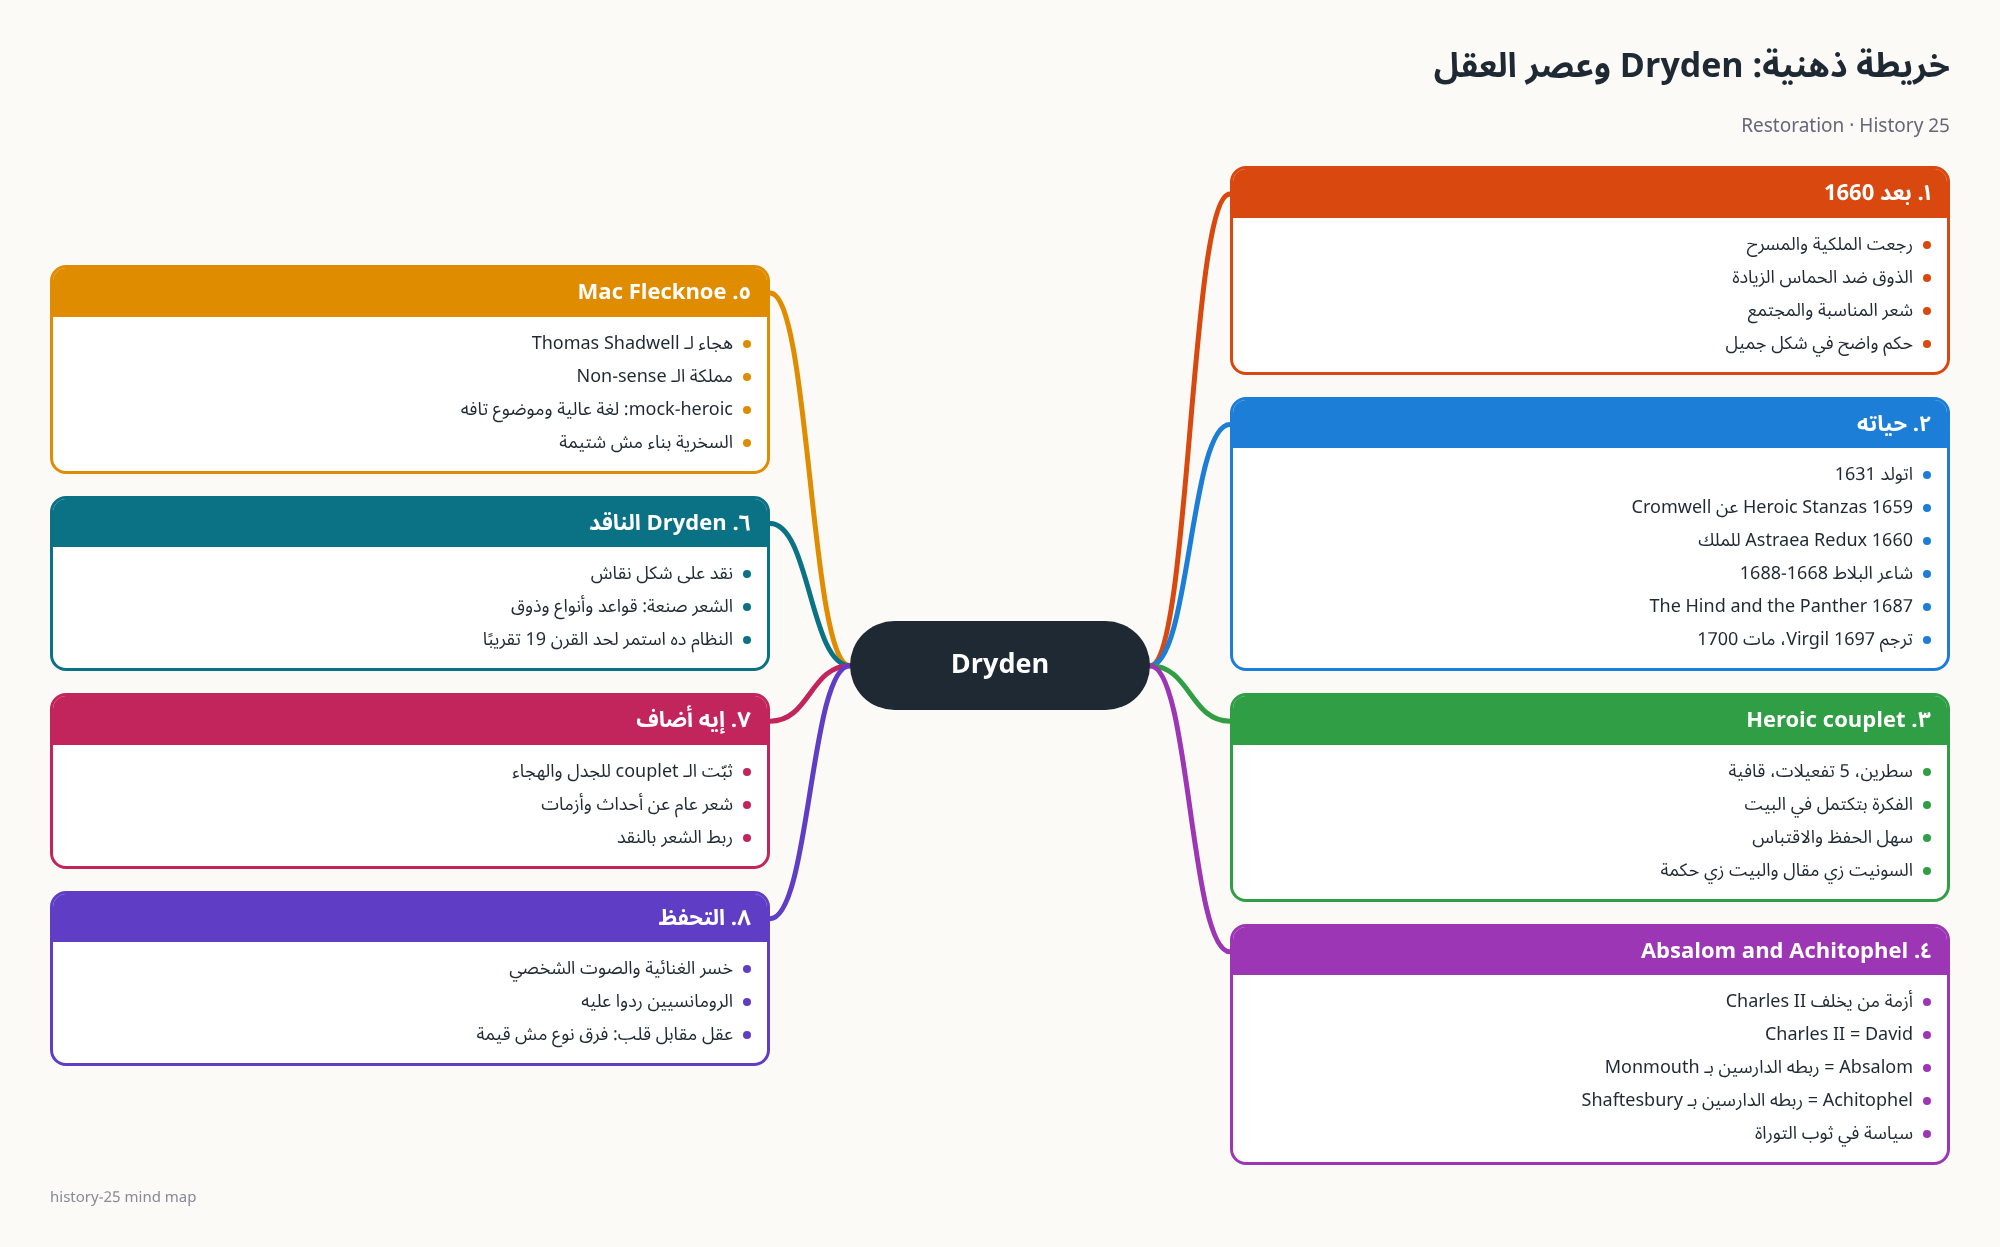 خريطة ذهنية: Dryden وعصر العقل
Restoration · History 25
١. بعد 1660
رجعت الملكية والمسرح
الذوق ضد الحماس الزيادة
شعر المناسبة والمجتمع
حكم واضح في شكل جميل
٢. حياته
اتولد 1631
Heroic Stanzas 1659 عن Cromwell
Astraea Redux 1660 للملك
شاعر البلاط 1668-1688
The Hind and the Panther 1687
ترجم Virgil 1697، مات 1700
٣. Heroic couplet
سطرين، 5 تفعيلات، قافية
الفكرة بتكتمل في البيت
سهل الحفظ والاقتباس
السونيت زي مقال والبيت زي حكمة
٤. Absalom and Achitophel
أزمة من يخلف Charles II
Charles II = David
Absalom = ربطه الدارسين بـ Monmouth
Achitophel = ربطه الدارسين بـ Shaftesbury
سياسة في ثوب التوراة
Dryden
٥. Mac Flecknoe
هجاء لـ Thomas Shadwell
مملكة الـ Non-sense
mock-heroic: لغة عالية وموضوع تافه
السخرية بناء مش شتيمة
٦. Dryden الناقد
نقد على شكل نقاش
الشعر صنعة: قواعد وأنواع وذوق
النظام ده استمر لحد القرن 19 تقريبًا
٧. إيه أضاف
ثبّت الـ couplet للجدل والهجاء
شعر عام عن أحداث وأزمات
ربط الشعر بالنقد
٨. التحفظ
خسر الغنائية والصوت الشخصي
الرومانسيين ردوا عليه
عقل مقابل قلب: فرق نوع مش قيمة
history-25 mind map